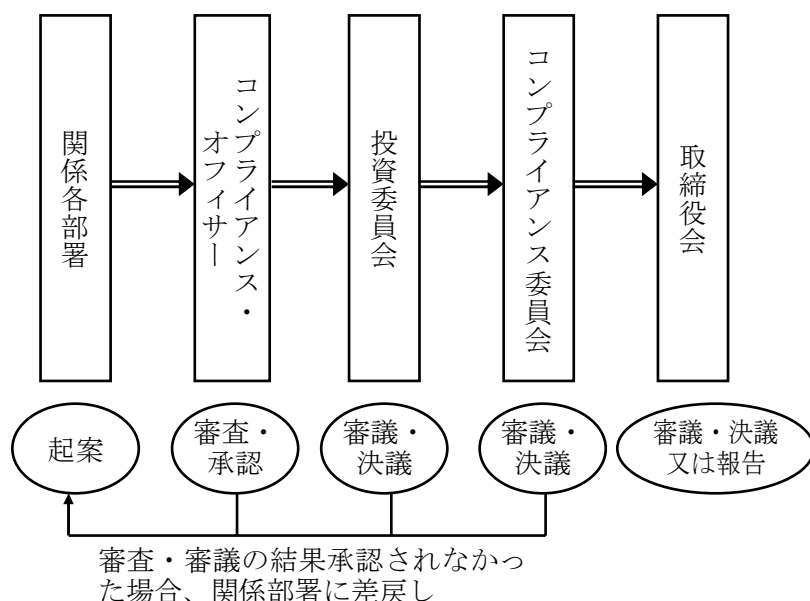 関係各部署
コンプライアンス・
オフィサー
投資委員会
コンプライアンス委員会
取締役会
起案
審査・
承認
審議・
決議
審議・
決議
審議・決議
又は報告
審査・審議の結果承認されなかっ
た場合、関係部署に差戻し